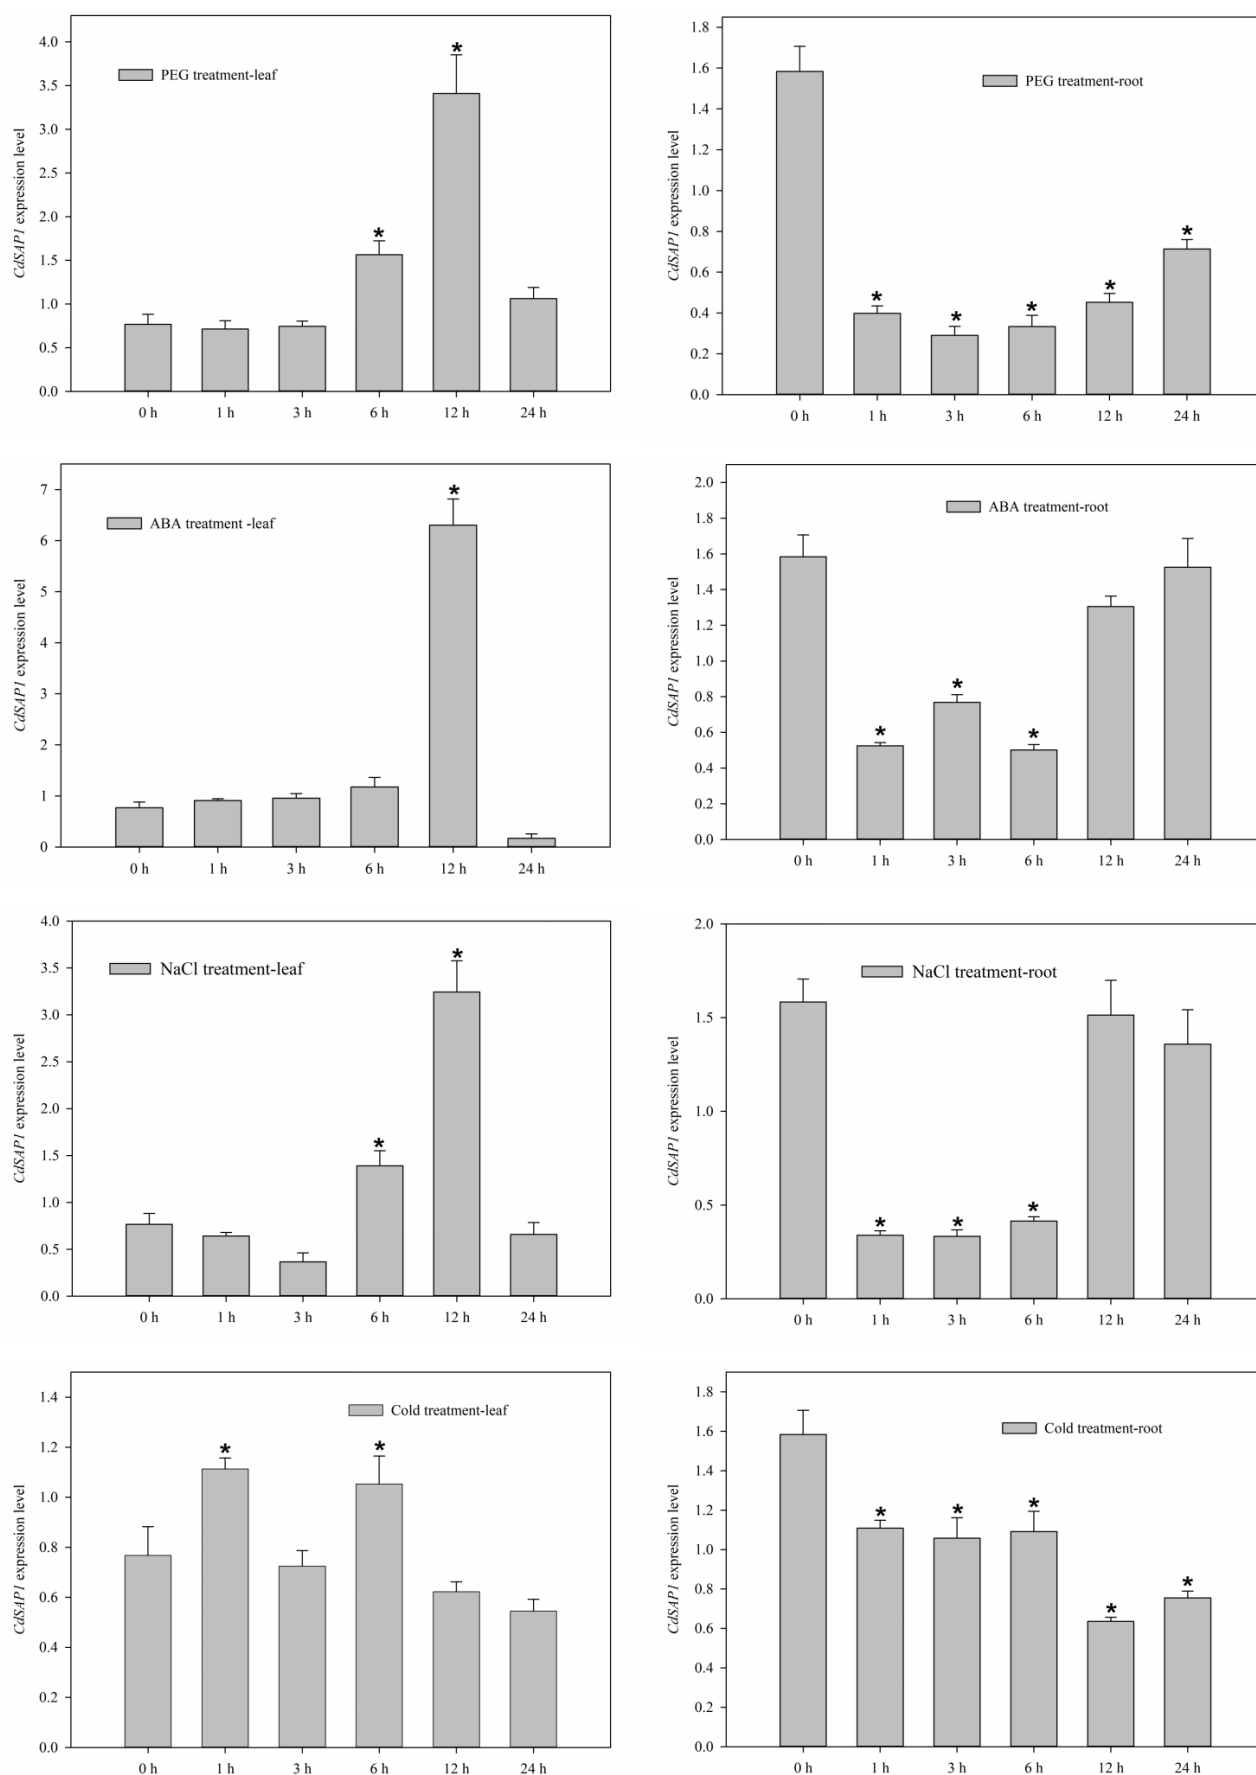 4.0
3.5
3.0
2.5
2.0
1.5
1.0
0.5
0.0
CdSAP1 expression level
PEG treatment-leaf
*
*
0 h 1 h 3 h 6 h 12 h 24 h
1.8
1.6
1.4
1.2
1.0
0.8
0.6
0.4
0.2
0.0
CdSAP1 expression level
PEG treatment-root
* * * * *
0 h 1 h 3 h 6 h 12 h 24 h
7
6
5
4
3
2
1
0
CdSAP1 expression level
ABA treatment -leaf
*
0 h 1 h 3 h 6 h 12 h 24 h
2.0
1.8
1.6
1.4
1.2
1.0
0.8
0.6
0.4
0.2
0.0
CdSAP1 expression level
ABA treatment-root
* * *
0 h 1 h 3 h 6 h 12 h 24 h
4.0
3.5
3.0
2.5
2.0
1.5
1.0
0.5
0.0
CdSAP1 expression level
NaCl treatment-leaf
* *
0 h 1 h 3 h 6 h 12 h 24 h
2.0
1.5
1.0
0.5
0.0
CdSAP1 expression level
NaCl treatment-root
* * *
0 h 1 h 3 h 6 h 12 h 24 h
1.4
1.2
1.0
0.8
0.6
0.4
0.2
0.0
CdSAP1 expression level
Cold treatment-leaf
* *
0 h 1 h 3 h 6 h 12 h 24 h
1.8
1.6
1.4
1.2
1.0
0.8
0.6
0.4
0.2
0.0
CdSAP1 expression level
Cold treatment-root
* * * * *
0 h 1 h 3 h 6 h 12 h 24 h